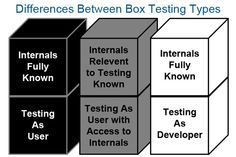 Differences Between Box Testing Types
Internals
Fully
Known
Internals
Relevent
to Testing
Known
Internals
Fully
Known
Testing
As
User
Testing As
User with
Access to
Internals
Testing
As
Developer